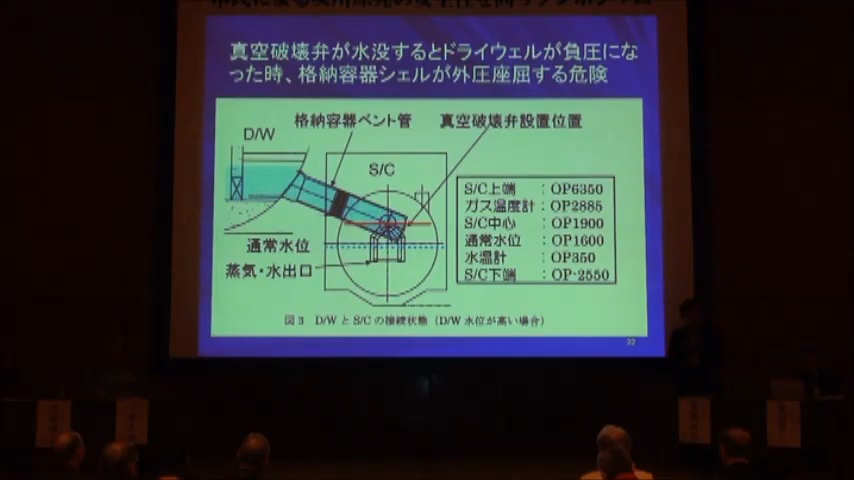 真空破壊弁が水没するとドライウェルが負圧にな
った時、格納容器シェルが外圧座屈する危険
格納容器ベント管
真空破壊弁設置位置
D/W
S/C
S/C上端 : OP6350
ガス温度計 : OP2885
S/C中心 : OP1900
通常水位 : OP1600
水温計 : OP350
S/C下端 : OP-2550
通常水位
蒸気・水出口
図3 D/WとS/Cの接続状態(D/W水位が高い場合)